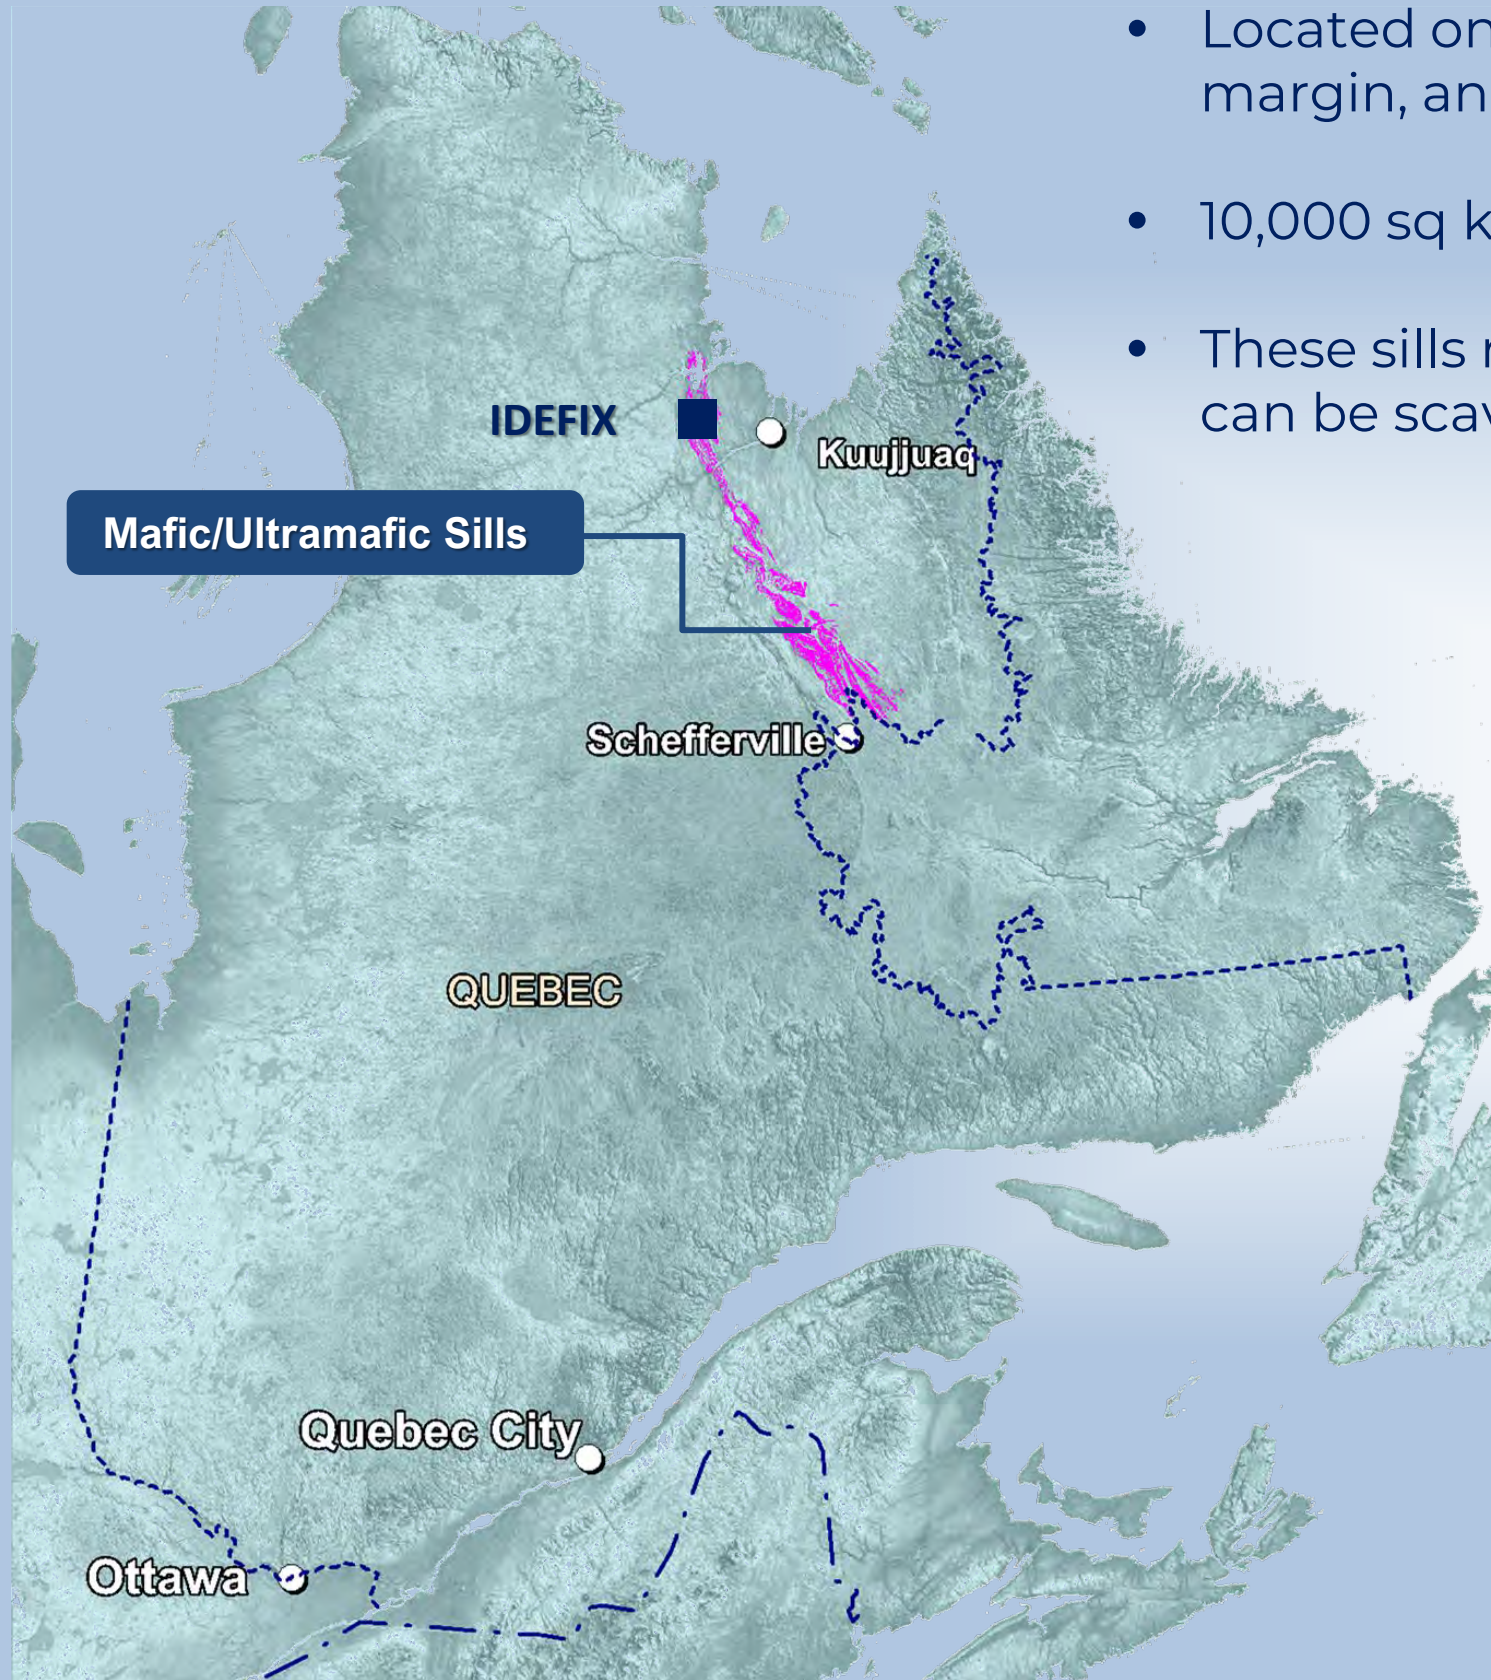 • Located on
margin, an
• 10,000 sq k
• These sills
can be sca
IDEFIX
Kuujjuaq
Mafic/Ultramafic Sills
Schefferville
QUEBEC
Quebec City
Ottawa